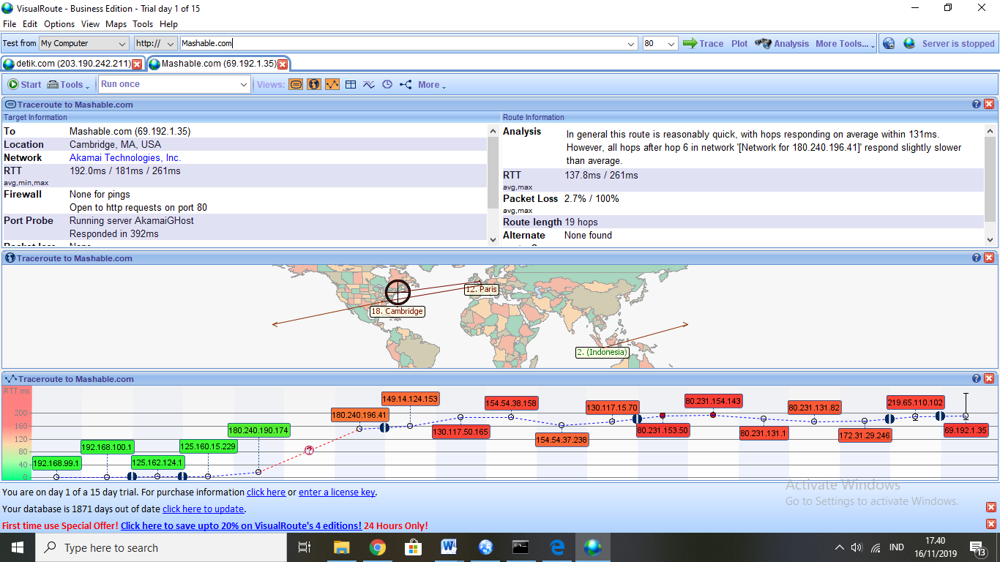 VisualRoute - Business Edition - Trial day 1 of 15
File Edit Options View Maps Tools Help
Test from My Computer http:// Mashable.com 80 Trace Plot Analysis More Tools... Server is stopped
detik.com (203.190.242.211) Mashable.com (69.192.1.35)
Start Tools Run once Views: More
Traceroute to Mashable.com
Target Information
To Mashable.com (69.192.1.35)
Location Cambridge, MA, USA
Network Akamai Technologies, Inc.
RTT 192.0ms / 181ms / 261ms
avg,min,max
Firewall None for pings
Open to http requests on port 80
Port Probe Running server AkamaiGHost
Responded in 392ms
Route Information
Analysis In general this route is reasonably quick, with hops responding on average within 131ms.
However, all hops after hop 6 in network '[Network for 180.240.196.41]' respond slightly slower
than average.
RTT 137.8ms / 261ms
avg,max
Packet Loss 2.7% / 100%
avg,max
Route length 19 hops
Alternate None found
Traceroute to Mashable.com
12. Paris
18. Cambridge
2. (Indonesia)
Traceroute to Mashable.com
RTT ms
200
160
120
80
40
0
192.168.99.1
192.168.100.1
125.162.124.1
125.160.15.229
180.240.190.174
180.240.196.41
149.14.124.153
130.117.50.165
154.54.38.158
154.54.37.238
130.117.15.70
80.231.153.50
80.231.154.143
80.231.131.1
80.231.131.82
172.31.29.246
219.65.110.102
69.192.1.35
You are on day 1 of a 15 day trial. For purchase information click here or enter a license key.
Your database is 1871 days out of date click here to update.
First time use Special Offer! Click here to save upto 20% on VisualRoute's 4 editions! 24 Hours Only!
Activate Windows
Go to Settings to activate Windows.
Type here to search
IND
17.40
16/11/2019
13